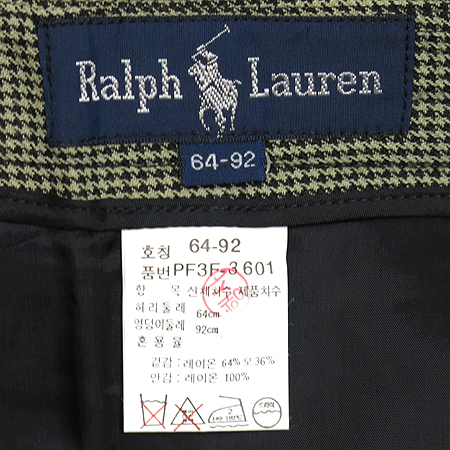 Ralph Lauren
64-92
호칭 64-92
품번 PF3F-3601
항 목 신체치수 제품치수
허리둘레 64cm
엉덩이둘레 92cm
혼용율
겉감: 레이온 64% 모 36%
안감: 레이온 100%